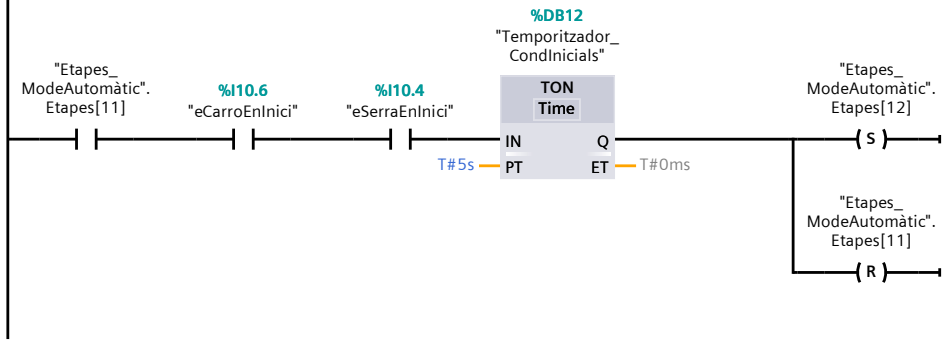 %DB12
"Temporitzador_
CondInicials"
"Etapes_
ModeAutomàtic".
Etapes[11]
%I10.6
"eCarroEnInici"
%I10.4
"eSerraEnInici"
TON
Time
"Etapes_
ModeAutomàtic".
Etapes[12]
IN Q
S
T#5s PT ET T#0ms
"Etapes_
ModeAutomàtic".
Etapes[11]
R